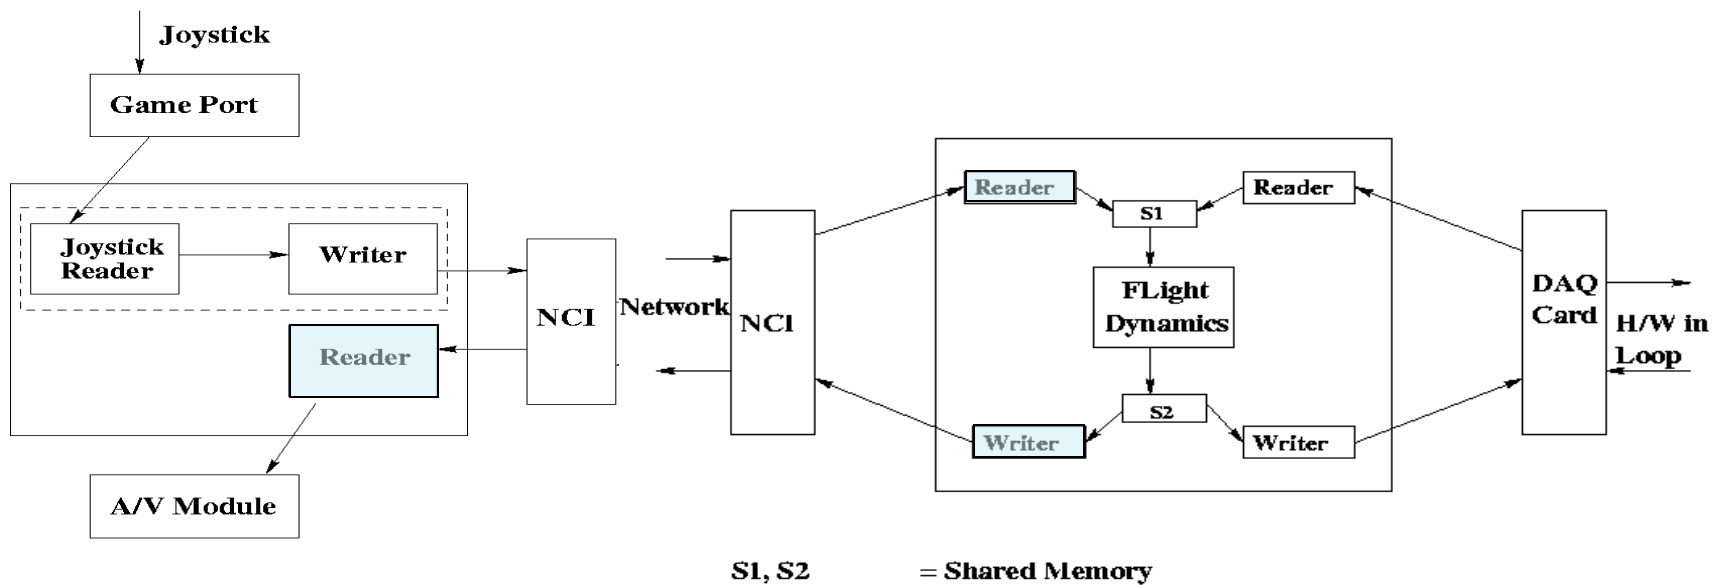 Joystick
Game Port
Joystick
Reader
Writer
Reader
A/V Module
NCI
Network
NCI
Reader
Reader
S1
FLight
Dynamics
S2
Writer
Writer
DAQ
Card
H/W in
Loop
S1, S2 = Shared Memory